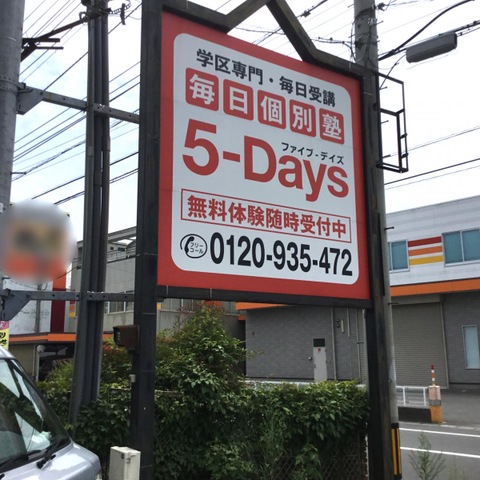 学区専門・毎日受講
毎日個別塾
5-Days
ファイブ-デイズ
無料体験随時受付中
フリーコール 0120-935-472